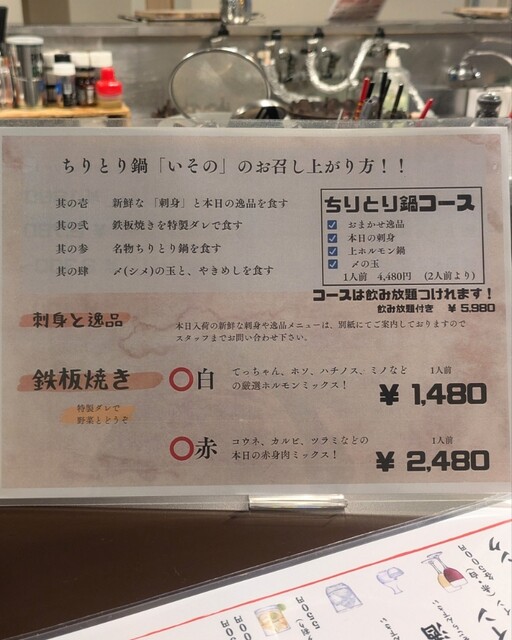 ちりとり鍋「いその」のお召し上がり方！！
其の壱　新鮮な「刺身」と本日の逸品を食す
其の弐　鉄板焼きを特製ダレで食す
其の参　名物ちりとり鍋を食す
其の肆　〆(シメ)の玉と、やきめしを食す
ちりとり鍋コース
おまかせ逸品
本日の刺身
上ホルモン鍋
〆の玉
1人前　4,480円　(2人前より)
コースは飲み放題つけれます！
飲み放題付き　¥ 5,980
刺身と逸品
本日入荷の新鮮な刺身や逸品メニューは、別紙にてご案内しておりますので
スタッフまでお問い合わせ下さい。
鉄板焼き
特製ダレで
野菜とどうぞ
〇白
てっちゃん、ホソ、ハチノス、ミノなど
の厳選ホルモンミックス！
1人前
¥ 1,480
〇赤
コウネ、カルビ、ツラミなどの
本日の赤身肉ミックス！
1人前
¥ 2,480